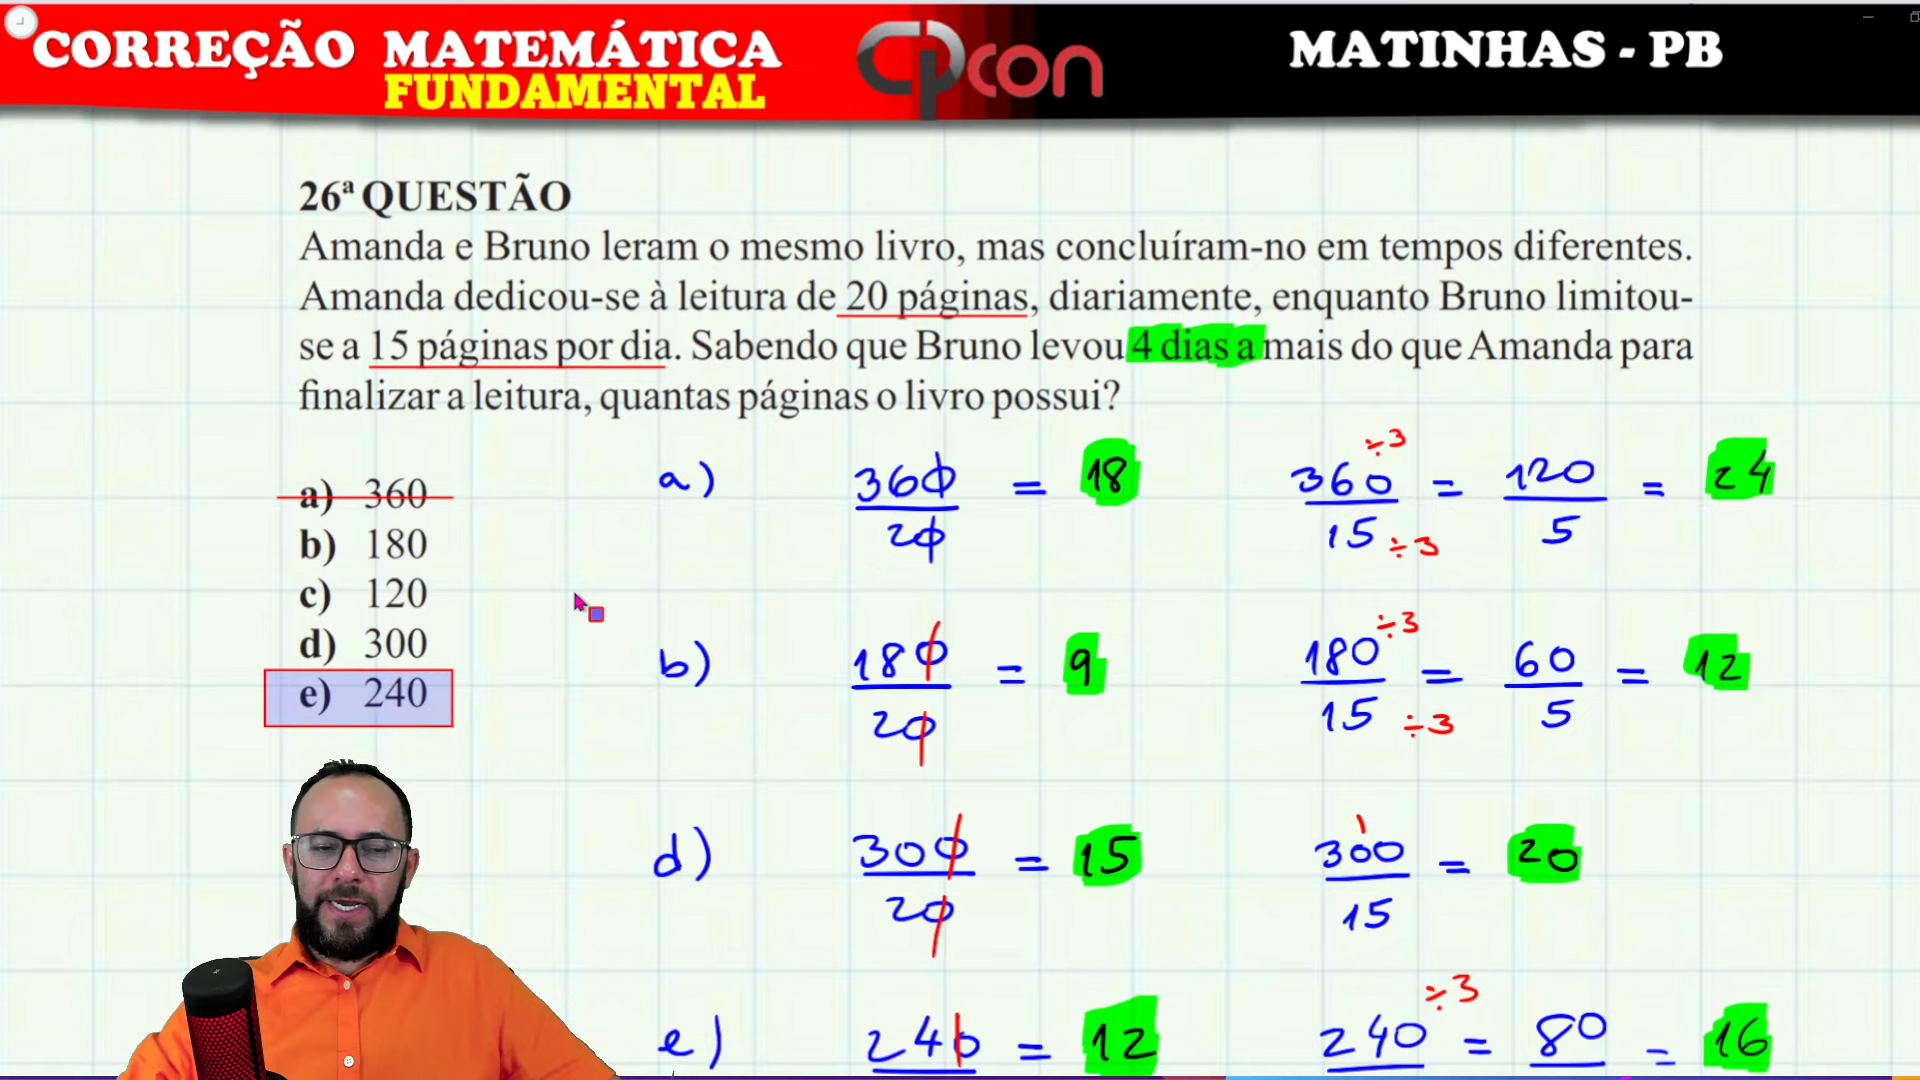 CORREÇÃO MATEMÁTICA
FUNDAMENTAL
CPcon
MATINHAS - PB
26ª QUESTÃO
Amanda e Bruno leram o mesmo livro, mas concluíram-no em tempos diferentes.
Amanda dedicou-se à leitura de 20 páginas, diariamente, enquanto Bruno limitou-
se a 15 páginas por dia. Sabendo que Bruno levou 4 dias a mais do que Amanda para
finalizar a leitura, quantas páginas o livro possui?
a) 360
b) 180
c) 120
d) 300
e) 240
a) 360 = 18
20
÷3
360 = 120 = 24
15 ÷3 5
b) 180 = 9
20
÷3
180 = 60 = 12
15 ÷3 5
d) 300 = 15
20
1
300 = 20
15
e) 240 = 12
÷3
240 = 80 = 16